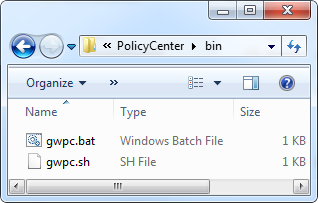 « PolicyCenter ▸ bin
Organize ▾ »
Name Type Size
gwpc.bat Windows Batch File 1 KB
gwpc.sh SH File 1 KB